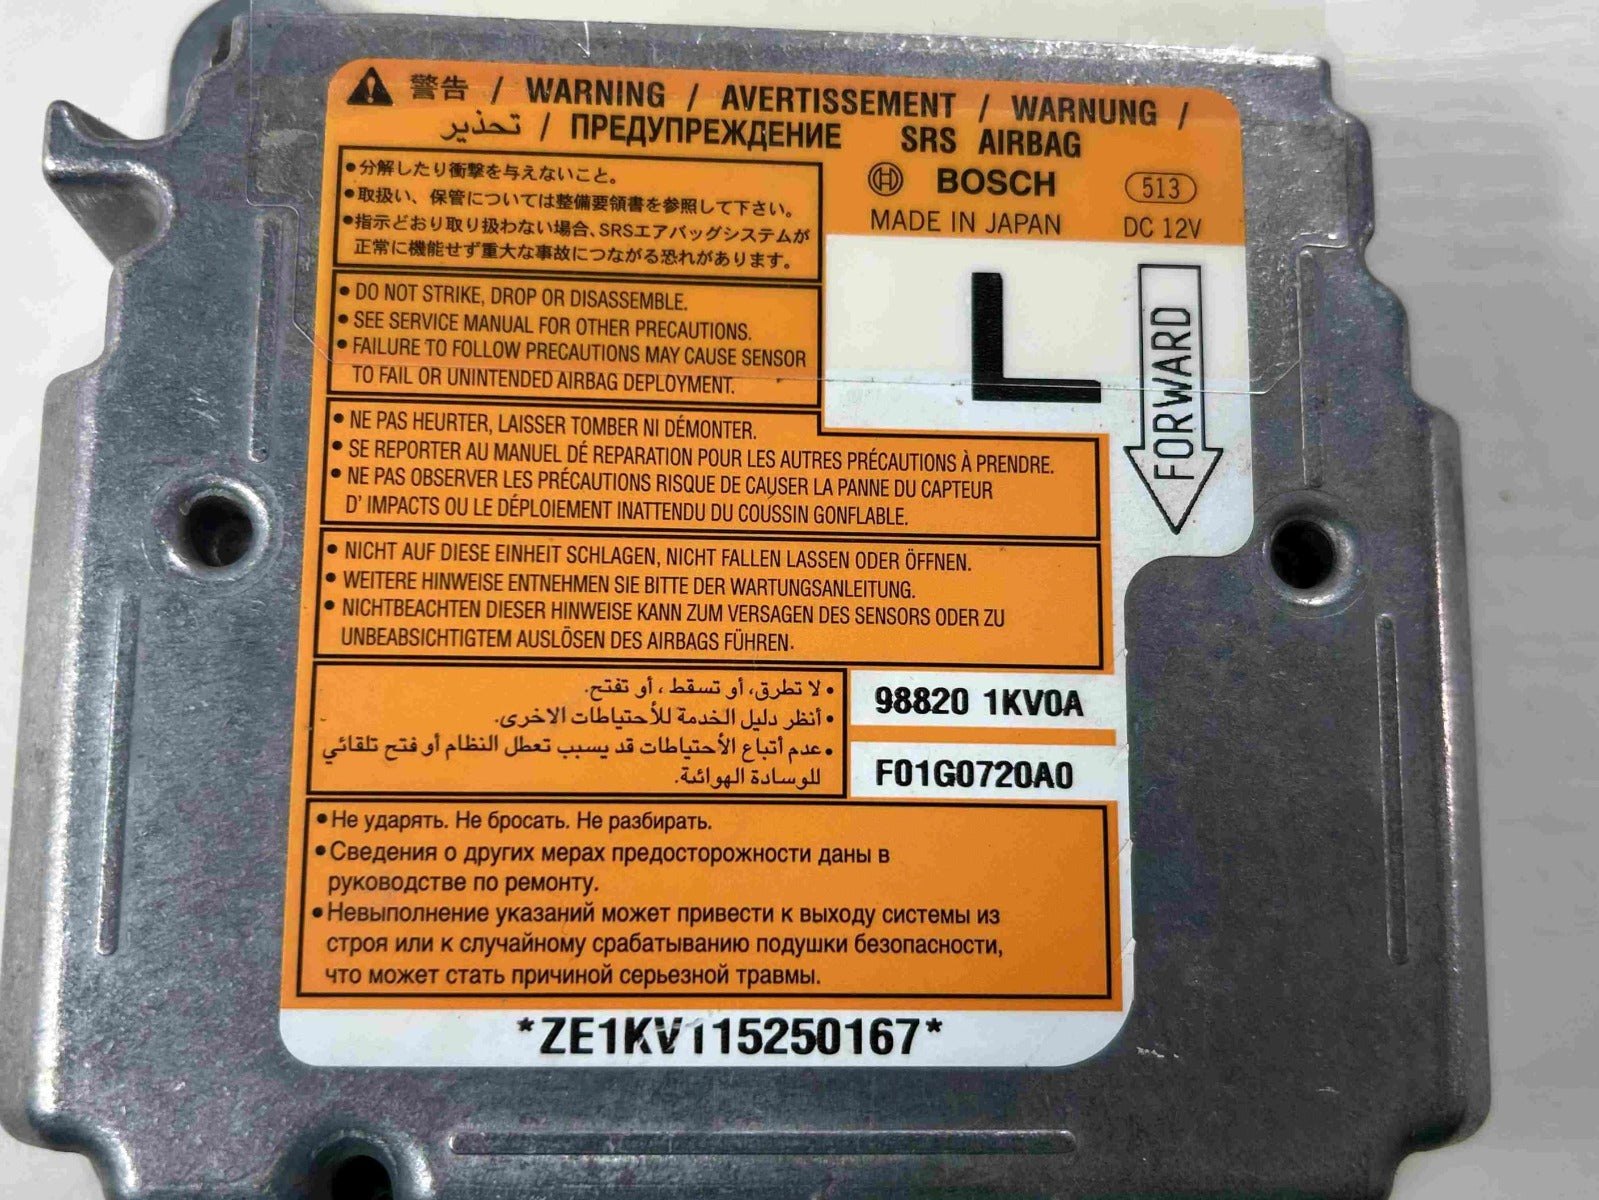 警告 / WARNING / AVERTISSEMENT / WARNUNG /
تحذير / ПРЕДУПРЕЖДЕНИЕ SRS AIRBAG
●分解したり衝撃を与えないこと。
●取扱い、保管については整備要領書を参照して下さい。
●指示どおり取り扱わない場合、SRSエアバッグシステムが
正常に機能せず重大な事故につながる恐れがあります。
BOSCH 513
MADE IN JAPAN DC 12V
L
FORWARD
● DO NOT STRIKE, DROP OR DISASSEMBLE.
● SEE SERVICE MANUAL FOR OTHER PRECAUTIONS.
● FAILURE TO FOLLOW PRECAUTIONS MAY CAUSE SENSOR
TO FAIL OR UNINTENDED AIRBAG DEPLOYMENT.
● NE PAS HEURTER, LAISSER TOMBER NI DÉMONTER.
● SE REPORTER AU MANUEL DÉ REPARATION POUR LES AUTRES PRÉCAUTIONS À PRENDRE.
● NE PAS OBSERVER LES PRÉCAUTIONS RISQUE DE CAUSER LA PANNE DU CAPTEUR
D' IMPACTS OU LE DÉPLOIEMENT INATTENDU DU COUSSIN GONFLABLE.
● NICHT AUF DIESE EINHEIT SCHLAGEN, NICHT FALLEN LASSEN ODER ÖFFNEN.
● WEITERE HINWEISE ENTNEHMEN SIE BITTE DER WARTUNGSANLEITUNG.
● NICHTBEACHTEN DIESER HINWEISE KANN ZUM VERSAGEN DES SENSORS ODER ZU
UNBEABSICHTIGTEM AUSLÖSEN DES AIRBAGS FÜHREN.
• لا تطرق، أو تسقط ، أو تفتح.
• أنظر دليل الخدمة للأحتياطات الاخرى.
• عدم أتباع الأحتياطات قد يسبب تعطل النظام أو فتح تلقائي
للوسادة الهوائية.
98820 1KV0A
F01G0720A0
● Не ударять. Не бросать. Не разбирать.
● Сведения о других мерах предосторожности даны в
руководстве по ремонту.
● Невыполнение указаний может привести к выходу системы из
строя или к случайному срабатыванию подушки безопасности,
что может стать причиной серьезной травмы.
*ZE1KV115250167*